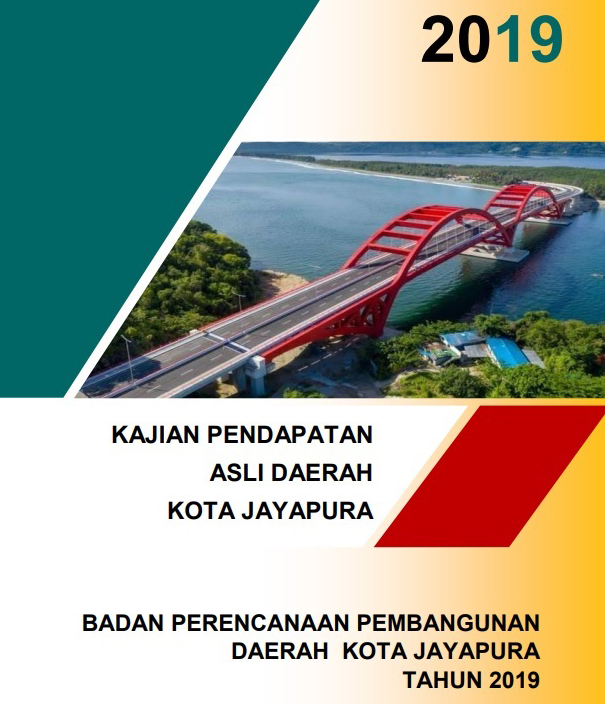 2019
KAJIAN PENDAPATAN
ASLI DAERAH
KOTA JAYAPURA
BADAN PERENCANAAN PEMBANGUNAN
DAERAH KOTA JAYAPURA
TAHUN 2019